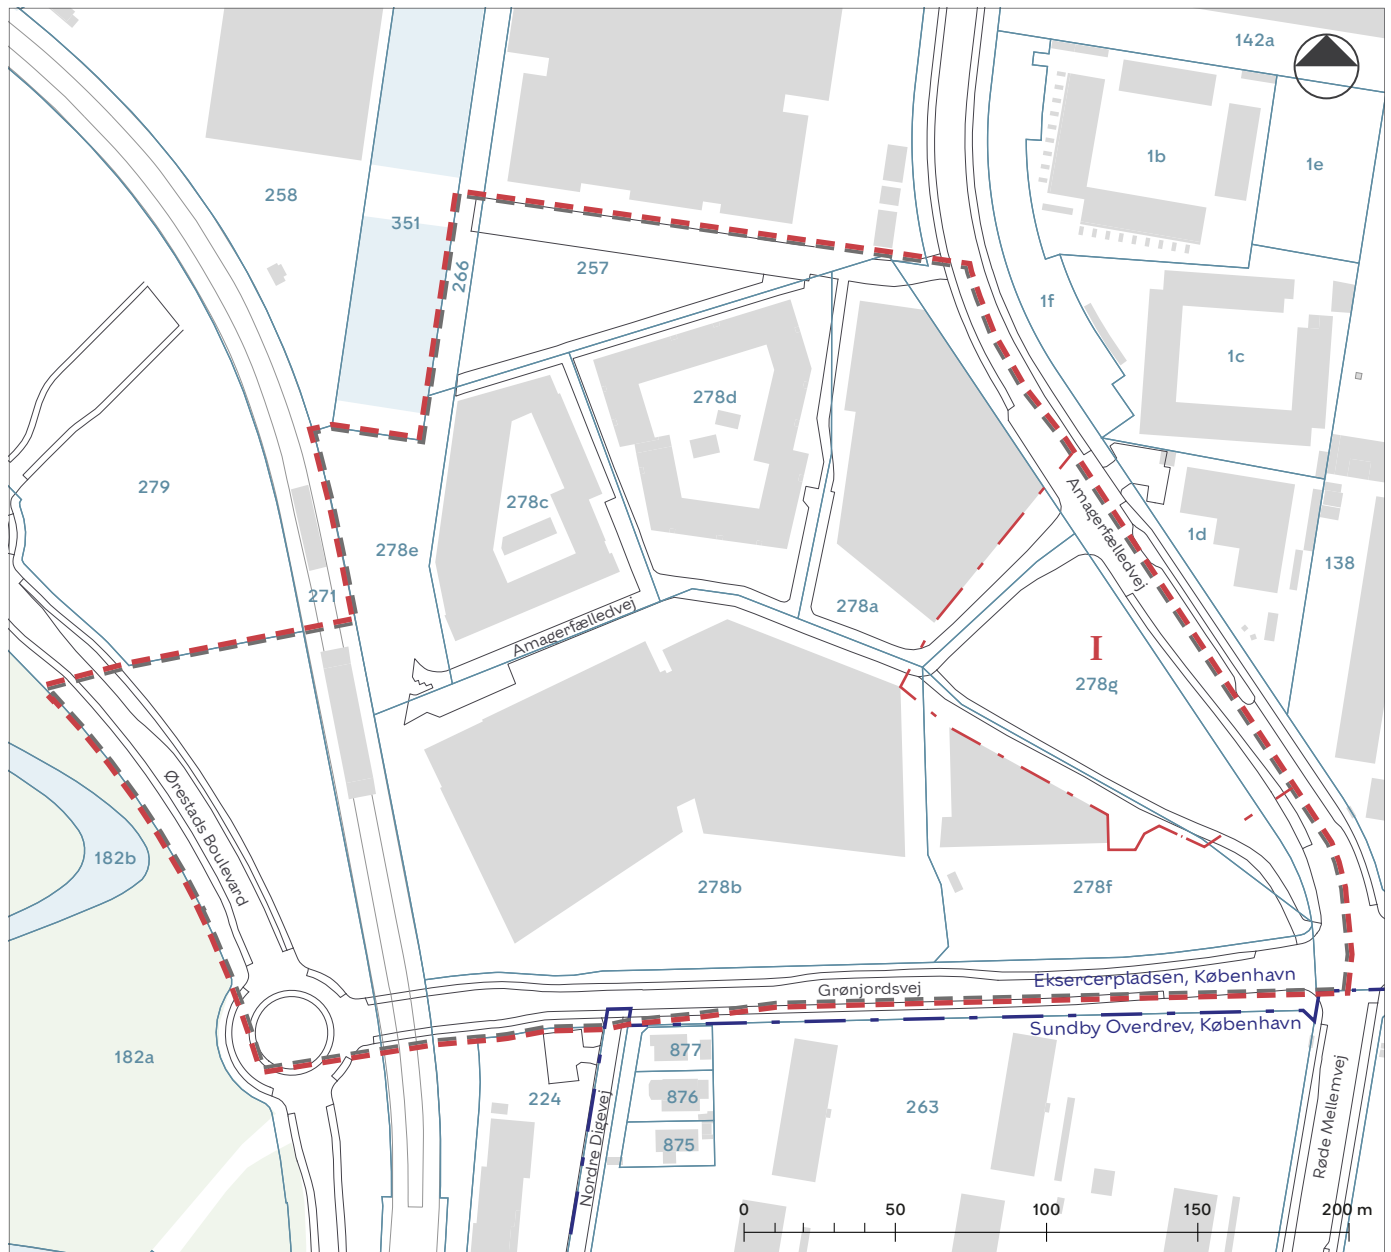 142a
1b
1e
258
351
266
257
1f
1c
278d
278c
279
278e
Amagerfælledvej
1d
138
271
278a
Amagerfælledvej
I
278g
Ørestads Boulevard
182b
278b
278f
Eksercerpladsen, København
Grønjordsvej
Sundby Overdrev, København
182a
877
224
876
263
875
Nordre Digevej
Røde Mellemvej
0 50 100 150 200 m